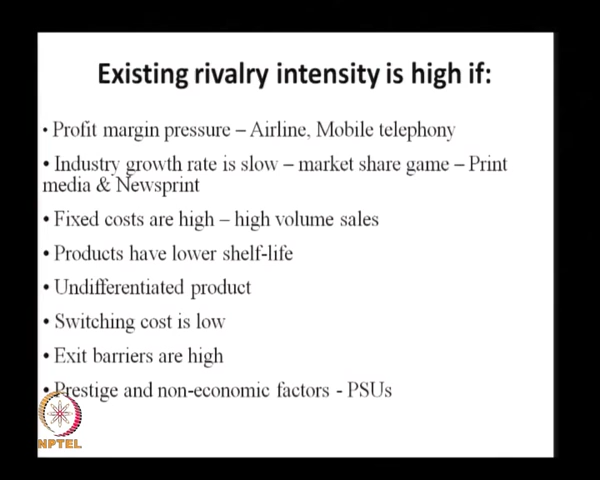 Existing rivalry intensity is high if:
• Profit margin pressure – Airline, Mobile telephony
• Industry growth rate is slow – market share game – Print
media & Newsprint
• Fixed costs are high – high volume sales
• Products have lower shelf-life
• Undifferentiated product
• Switching cost is low
• Exit barriers are high
• Prestige and non-economic factors - PSUs
NPTEL